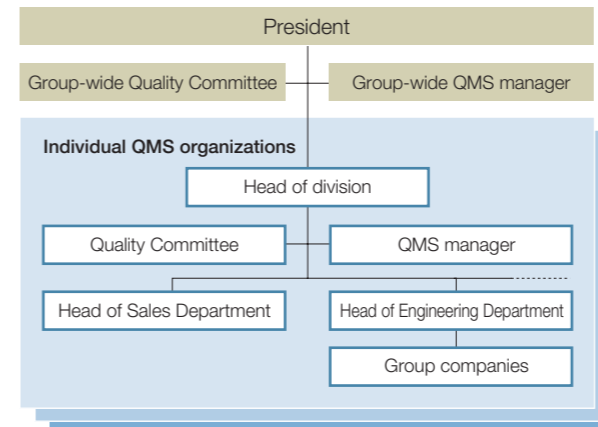 President
Group-wide Quality Committee
Group-wide QMS manager
Individual QMS organizations
Head of division
Quality Committee
QMS manager
Head of Sales Department
Head of Engineering Department
Group companies